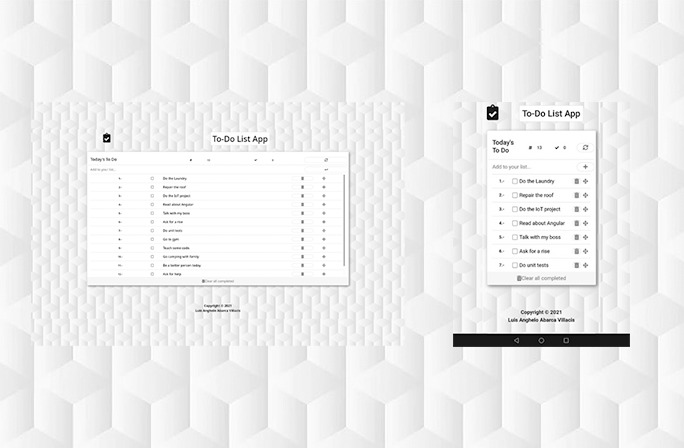 To-Do List App
Today's To Do
Add to your list...
1.- Do the Laundry
2.- Repair the roof
3.- Do the IoT project
4.- Read about Angular
5.- Talk with my boss
6.- Ask for a rise
7.- Do unit tests
8.- Go to gym
9.- Teach some code
10.- Go camping with family
11.- Be a better person today
12.- Ask for help
Clear all completed
Copyright © 2021
Luis Anghelo Abarca Villacis
To-Do List App
Today's
To Do
# 13 0
Add to your list...
1.- Do the Laundry
2.- Repair the roof
3.- Do the IoT project
4.- Read about Angular
5.- Talk with my boss
6.- Ask for a rise
7.- Do unit tests
Clear all completed
Copyright © 2021
Luis Anghelo Abarca Villacis